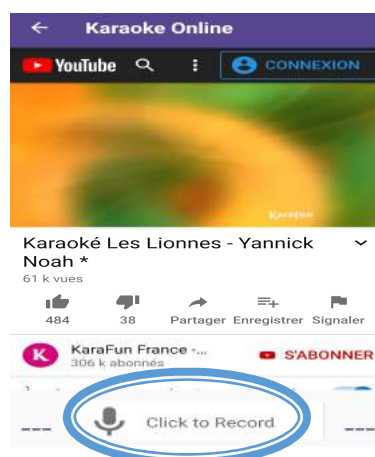 Karaoke Online
YouTube CONNEXION
Karafun
Karaoké Les Lionnes - Yannick
Noah *
61 k vues
484 38 Partager Enregistrer Signaler
K KaraFun France -... S'ABONNER
306 k abonnés
Click to Record